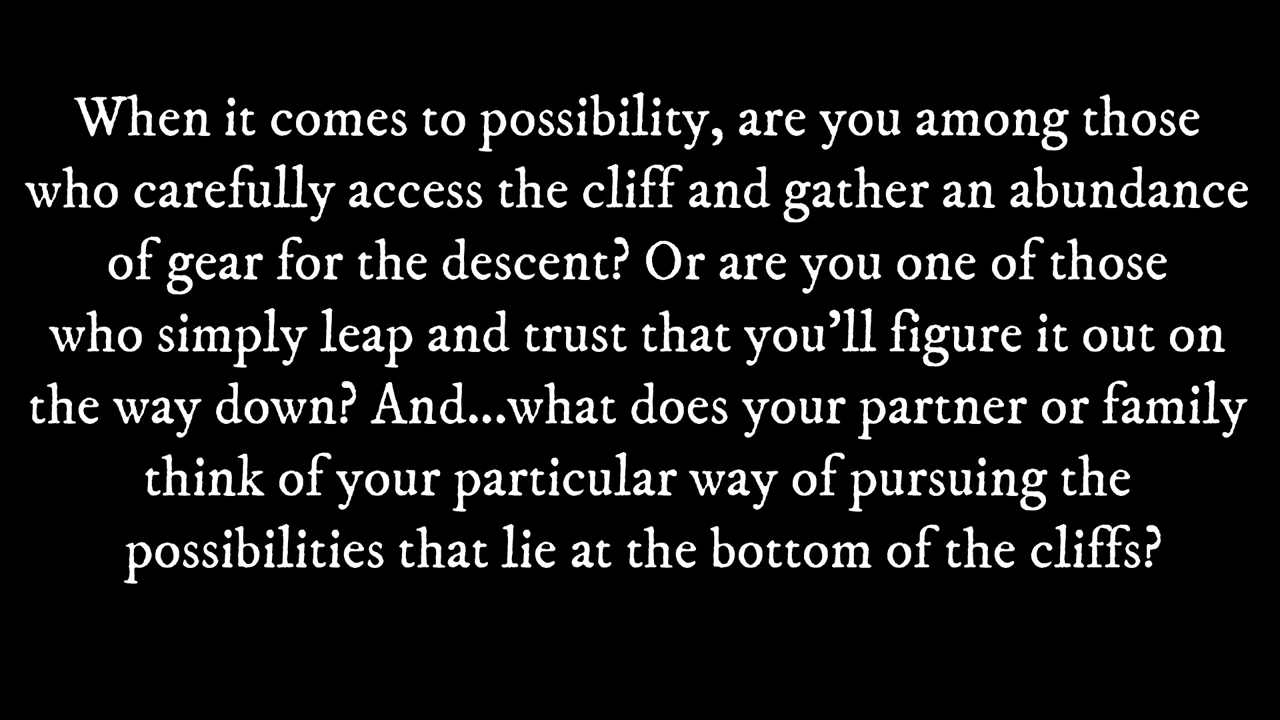 When it comes to possibility, are you among those
who carefully access the cliff and gather an abundance
of gear for the descent? Or are you one of those
who simply leap and trust that you’ll figure it out on
the way down? And...what does your partner or family
think of your particular way of pursuing the
possibilities that lie at the bottom of the cliffs?